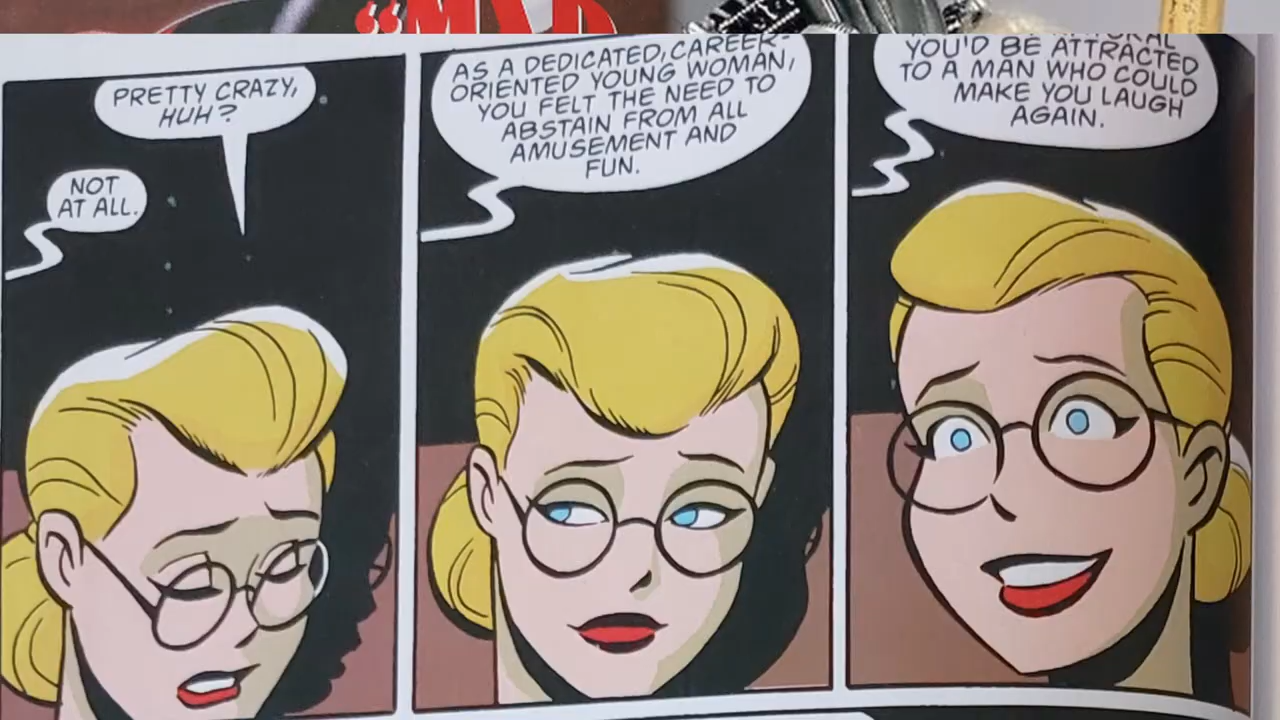 "MAD
PRETTY CRAZY,
HUH?
NOT
AT ALL.
AS A DEDICATED, CAREER-
ORIENTED YOUNG WOMAN,
YOU FELT THE NEED TO
ABSTAIN FROM ALL
AMUSEMENT AND
FUN.
YOU'D BE ATTRACTED
TO A MAN WHO COULD
MAKE YOU LAUGH
AGAIN.